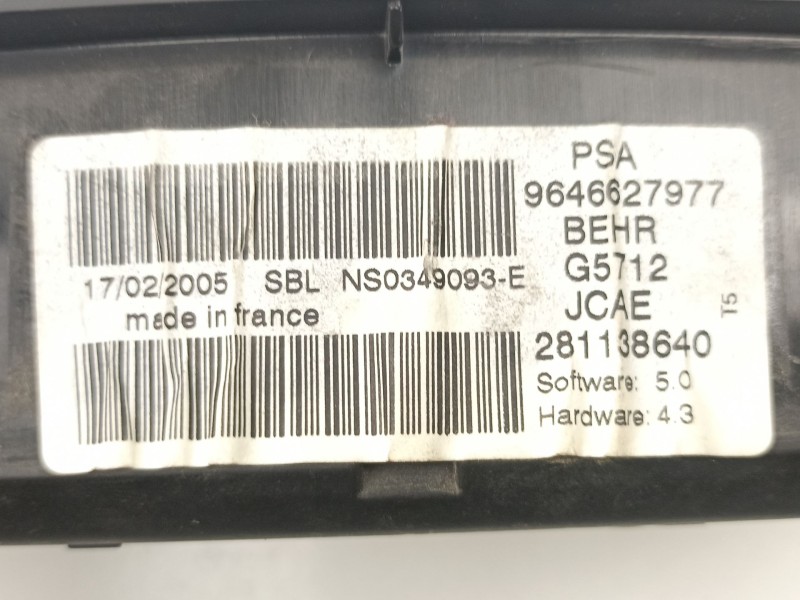 PSA
9646627977
BEHR
G5712
JCAE
281138640
Software: 5.0
Hardware: 4.3
T5
17/02/2005 SBL NS0349093-E
made in france